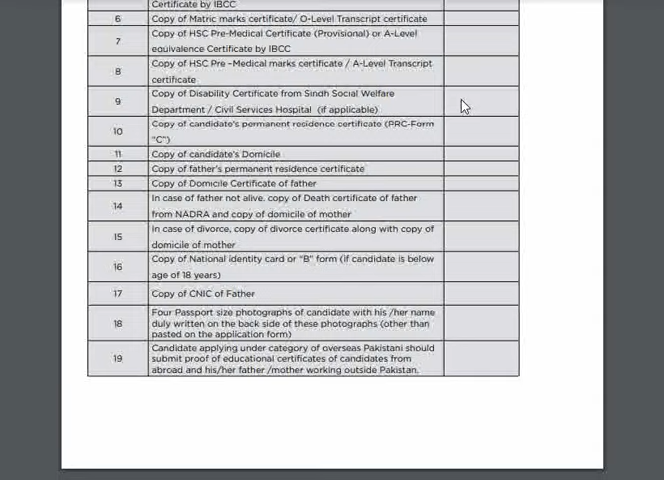 Certificate by IBCC
6 Copy of Matric marks certificate/ O-Level Transcript certificate
7 Copy of HSC Pre-Medical Certificate (Provisional) or A-Level
equivalence Certificate by IBCC
8 Copy of HSC Pre –Medical marks certificate / A-Level Transcript
certificate
9 Copy of Disability Certificate from Sindh Social Welfare
Department / Civil Services Hospital (if applicable)
10 Copy of candidate's permanent residence certificate (PRC-Form
"C")
11 Copy of candidate's Domicile
12 Copy of father's permanent residence certificate
13 Copy of Domicile Certificate of father
14 In case of father not alive, copy of Death certificate of father
from NADRA and copy of domicile of mother
15 In case of divorce, copy of divorce certificate along with copy of
domicile of mother
16 Copy of National identity card or "B" form (if candidate is below
age of 18 years)
17 Copy of CNIC of Father
18 Four Passport size photographs of candidate with his /her name
duly written on the back side of these photographs (other than
pasted on the application form)
19 Candidate applying under category of overseas Pakistani should
submit proof of educational certificates of candidates from
abroad and his/her father /mother working outside Pakistan.